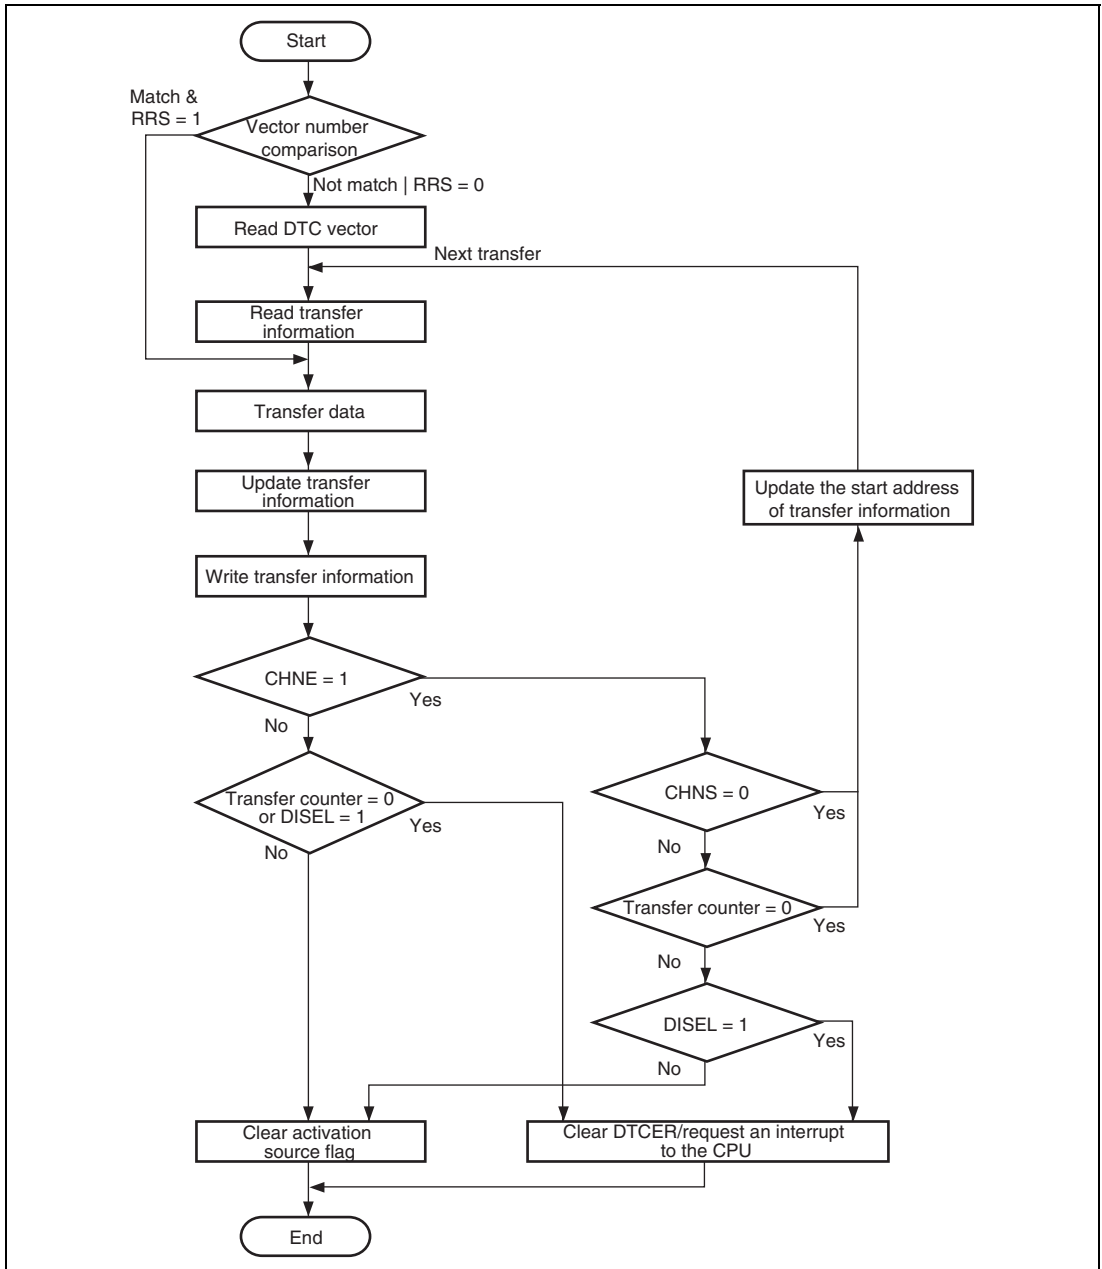 Start
Match &
RRS = 1
Vector number
comparison
Not match | RRS = 0
Read DTC vector
Next transfer
Read transfer
information
Transfer data
Update transfer
information
Update the start address
of transfer information
Write transfer information
CHNE = 1
Yes
No
Transfer counter = 0
or DISEL = 1
Yes
No
CHNS = 0
Yes
No
Transfer counter = 0
Yes
No
DISEL = 1
Yes
No
Clear activation
source flag
Clear DTCER/request an interrupt
to the CPU
End